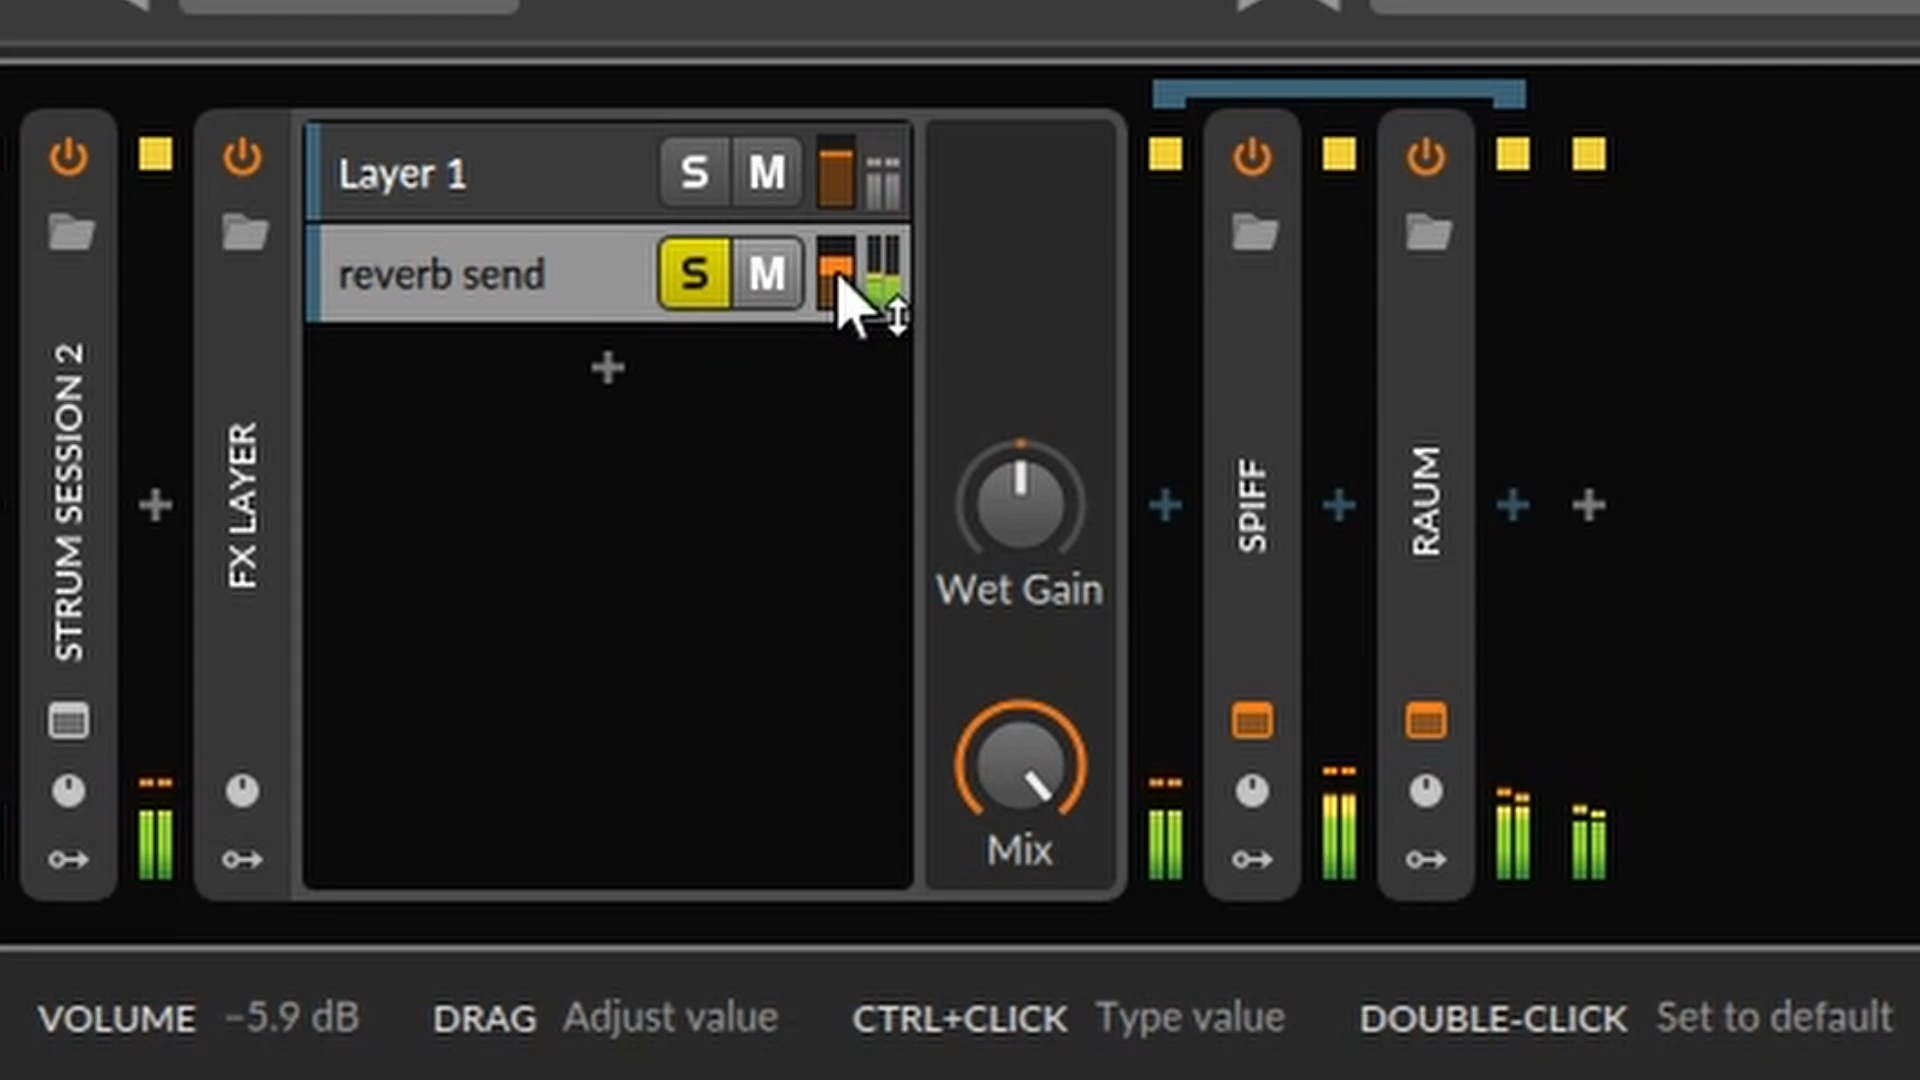 Layer 1 S M
reverb send S M
STRUM SESSION 2
FX LAYER
Wet Gain
Mix
SPIFF
RAUM
VOLUME −5.9 dB DRAG Adjust value CTRL+CLICK Type value DOUBLE-CLICK Set to default